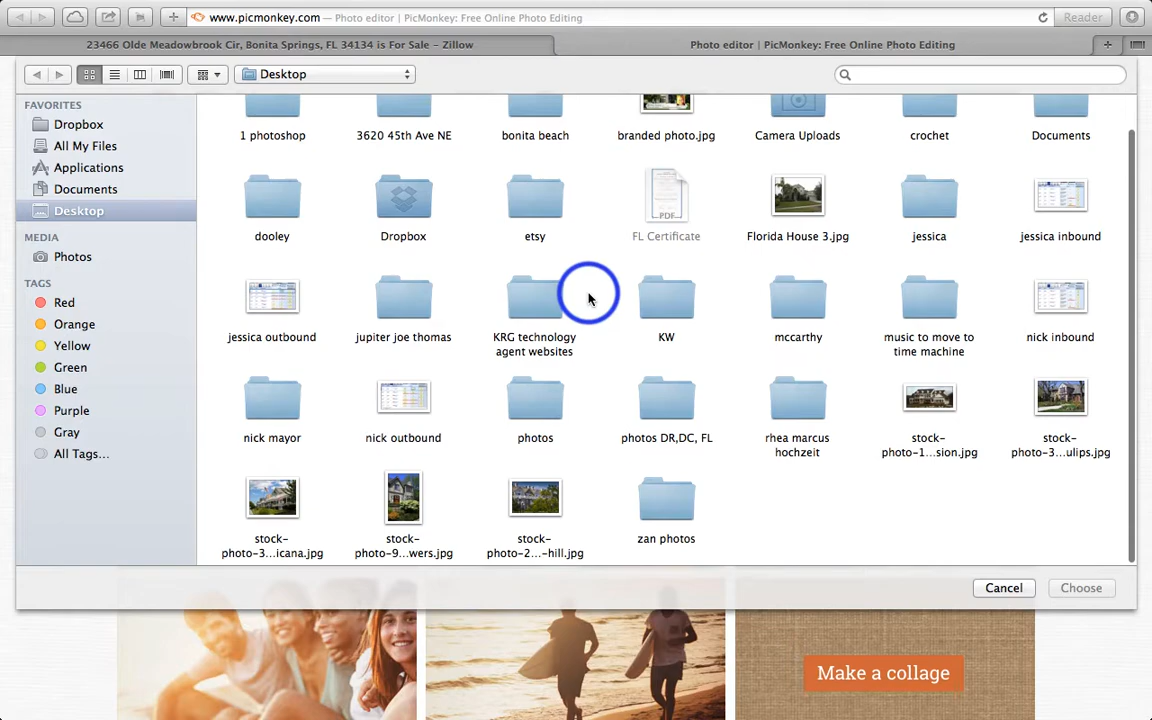 www.picmonkey.com — Photo editor | PicMonkey: Free Online Photo Editing
Reader
23466 Olde Meadowbrook Cir, Bonita Springs, FL 34134 is For Sale – Zillow
Photo editor | PicMonkey: Free Online Photo Editing
Desktop
FAVORITES
Dropbox
All My Files
Applications
Documents
Desktop
MEDIA
Photos
TAGS
Red
Orange
Yellow
Green
Blue
Purple
Gray
All Tags...
1 photoshop
3620 45th Ave NE
bonita beach
branded photo.jpg
Camera Uploads
crochet
Documents
dooley
Dropbox
etsy
PDF
FL Certificate
Florida House 3.jpg
jessica
jessica inbound
jessica outbound
jupiter joe thomas
KRG technology
agent websites
KW
mccarthy
music to move to
time machine
nick inbound
nick mayor
nick outbound
photos
photos DR,DC, FL
rhea marcus
hochzeit
stock-
photo-1...sion.jpg
stock-
photo-3...ulips.jpg
stock-
photo-3...icana.jpg
stock-
photo-9...wers.jpg
stock-
photo-2...-hill.jpg
zan photos
Cancel
Choose
Make a collage